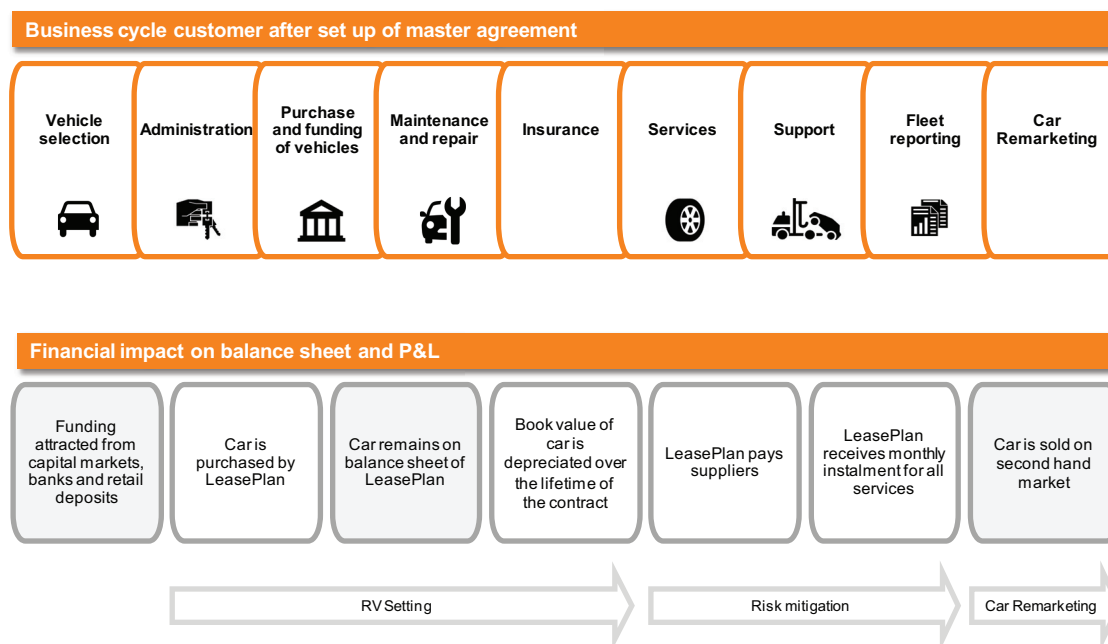 Business cycle customer after set up of master agreement
Vehicle
selection
Administration
Purchase
and funding
of vehicles
Maintenance
and repair
Insurance
Services
Support
Fleet
reporting
Car
Remarketing
Financial impact on balance sheet and P&L
Funding
attracted from
capital markets,
banks and retail
deposits
Car is
purchased by
LeasePlan
Car remains on
balance sheet of
LeasePlan
Book value of
car is
depreciated over
the lifetime of
the contract
LeasePlan pays
suppliers
LeasePlan
receives monthly
instalment for all
services
Car is sold on
second hand
market
RV Setting
Risk mitigation
Car Remarketing